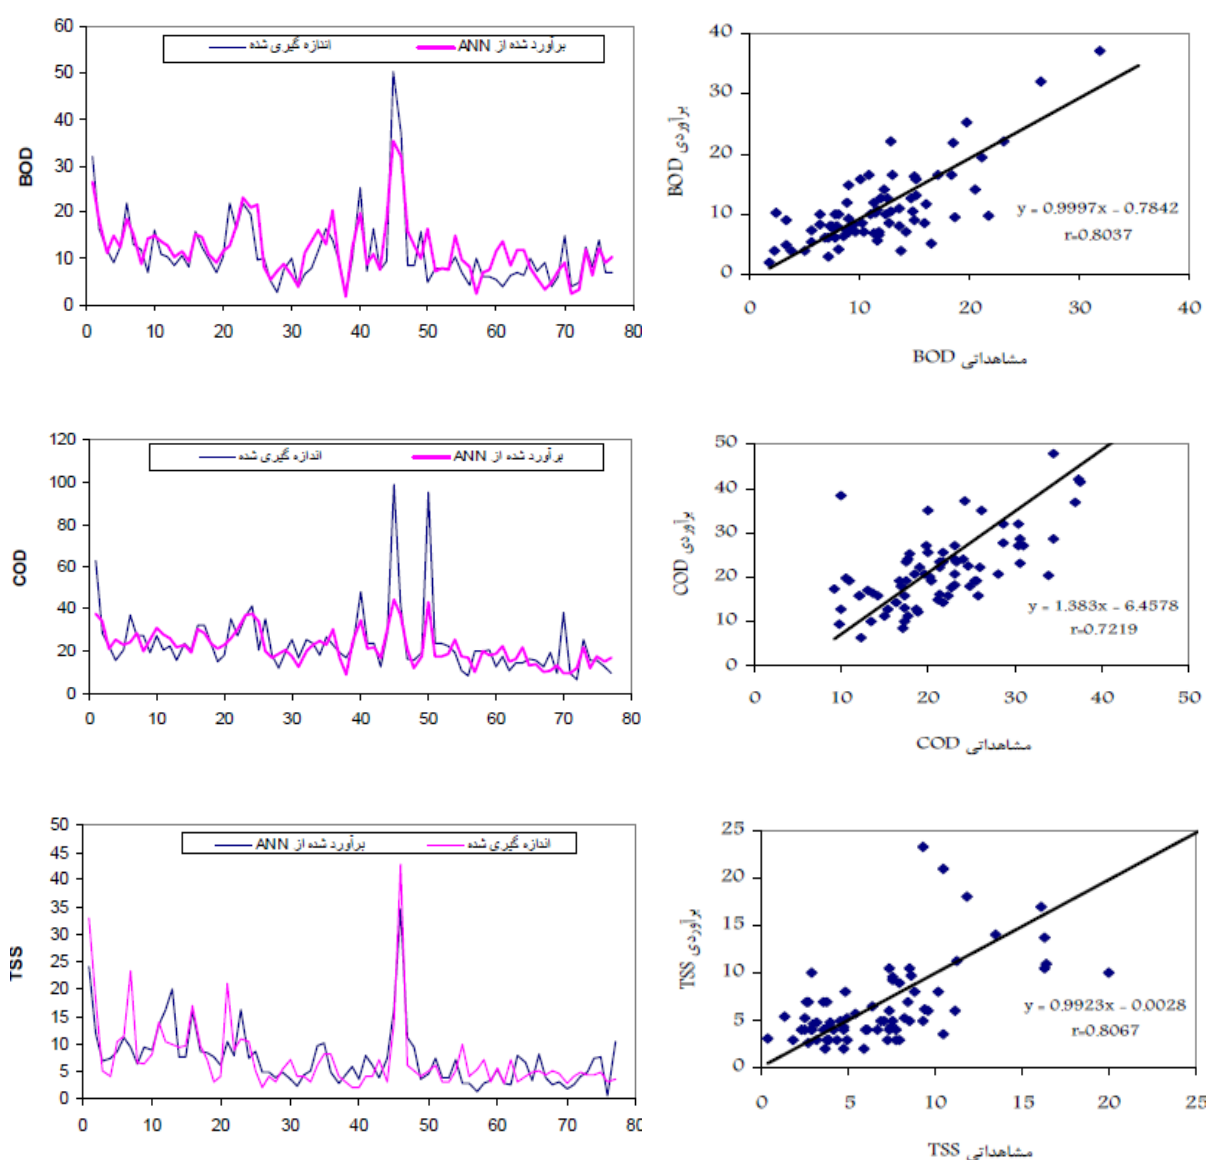 60
50
40
30
20
10
0
BOD
اندازه گیری شده
برآورد شده از ANN
0 10 20 30 40 50 60 70 80
40
30
20
10
0
برآوردی BOD
y = 0.9997x - 0.7842
r=0.8037
0 10 20 30 40
مشاهداتی BOD
120
100
80
60
40
20
0
COD
اندازه گیری شده
برآورد شده از ANN
0 10 20 30 40 50 60 70 80
50
40
30
20
10
0
برآوردی COD
y = 1.383x - 6.4578
r=0.7219
0 10 20 30 40 50
مشاهداتی COD
50
45
40
35
30
25
20
15
10
5
0
TSS
برآورد شده از ANN
اندازه گیری شده
0 10 20 30 40 50 60 70 80
25
20
15
10
5
0
برآوردی TSS
y = 0.9923x - 0.0028
r=0.8067
0 5 10 15 20 25
مشاهداتی TSS